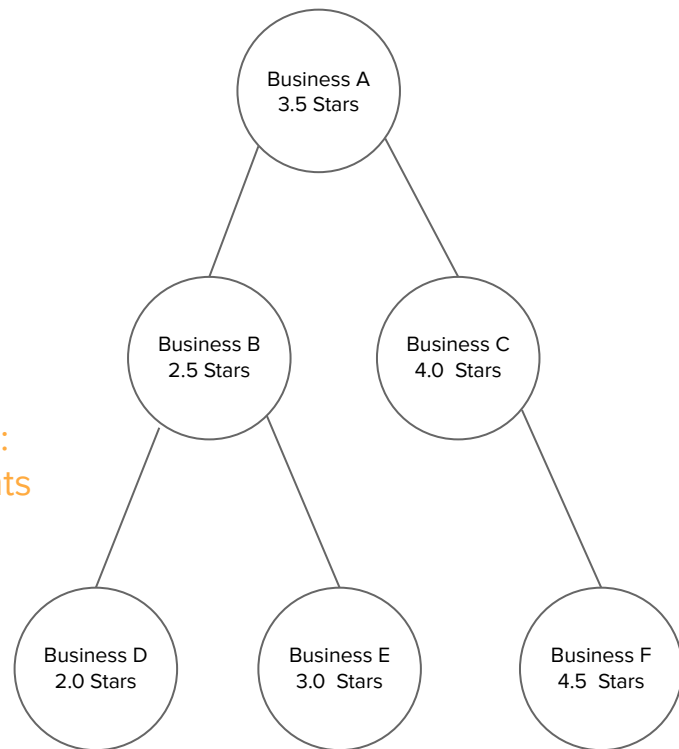 Business A
3.5 Stars
Business B
2.5 Stars
Business C
4.0 Stars
:
Business D
2.0 Stars
Business E
3.0 Stars
Business F
4.5 Stars